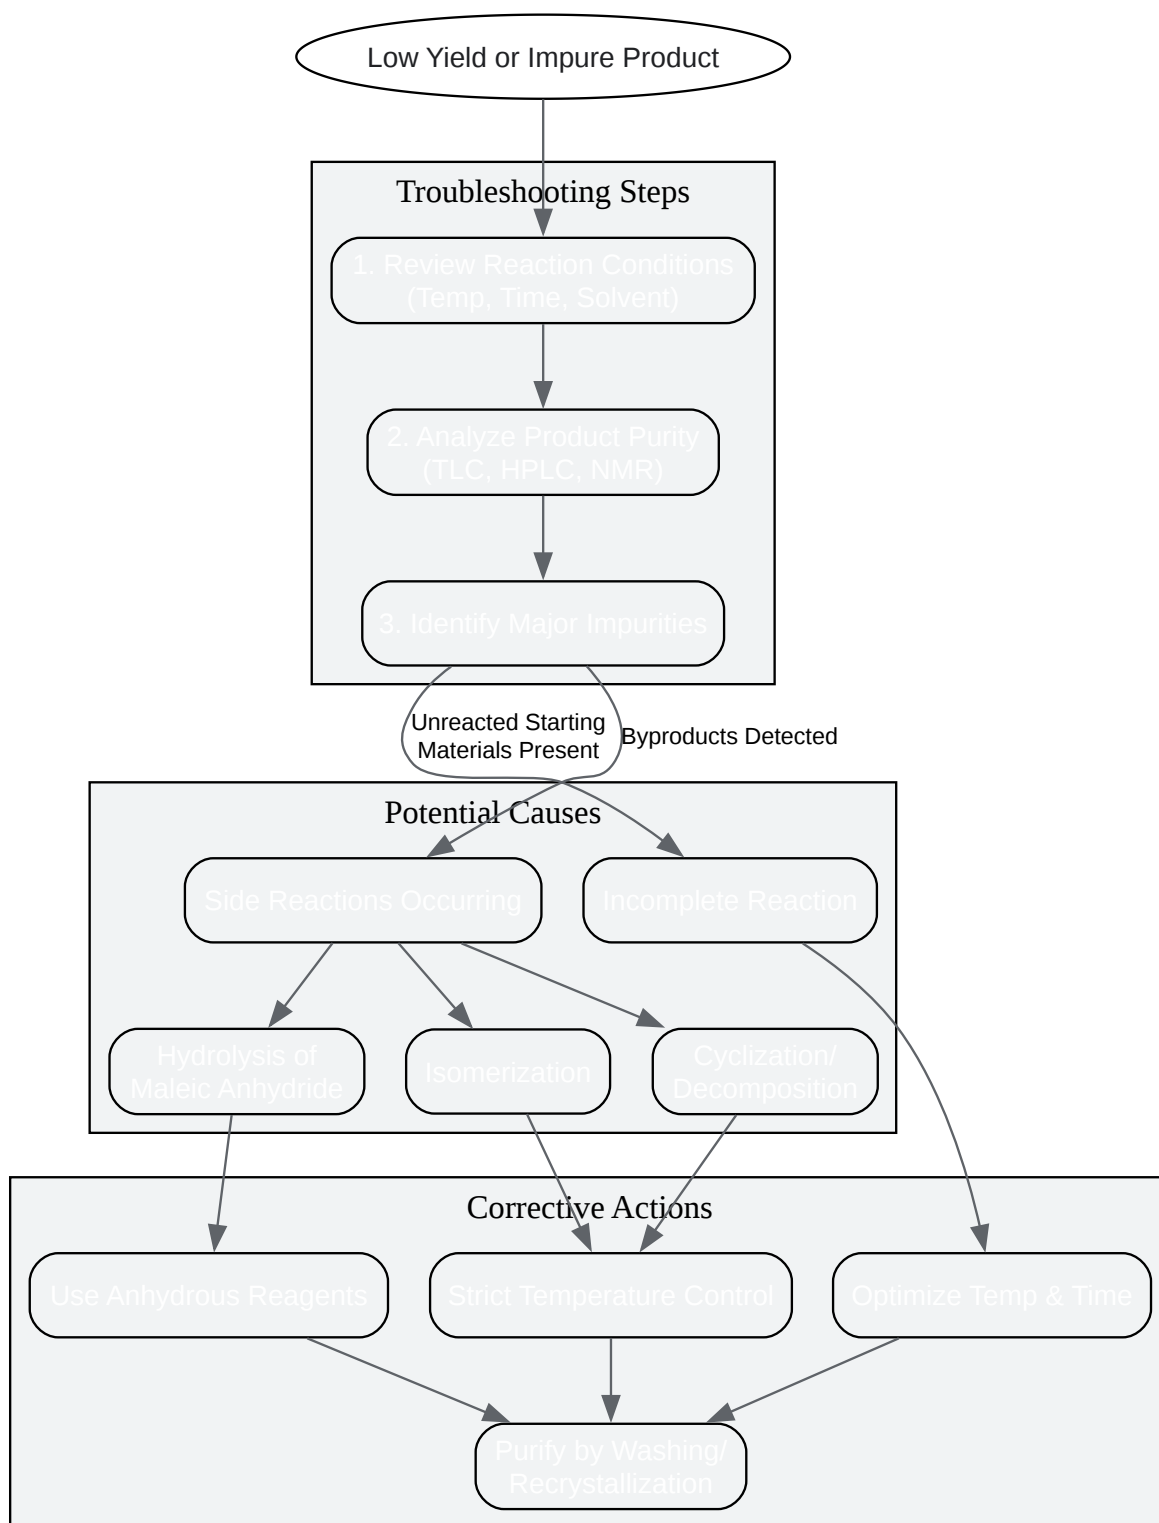 Low Yield or Impure Product
Troubleshooting Steps
1. Review Reaction Conditions
(Temp, Time, Solvent)
2. Analyze Product Purity
(TLC, HPLC, NMR)
3. Identify Major Impurities
Unreacted Starting
Materials Present
Byproducts Detected
Potential Causes
Side Reactions Occurring
Incomplete Reaction
Hydrolysis of
Maleic Anhydride
Isomerization
Cyclization/
Decomposition
Corrective Actions
Use Anhydrous Reagents
Strict Temperature Control
Optimize Temp & Time
Purify by Washing/
Recrystallization